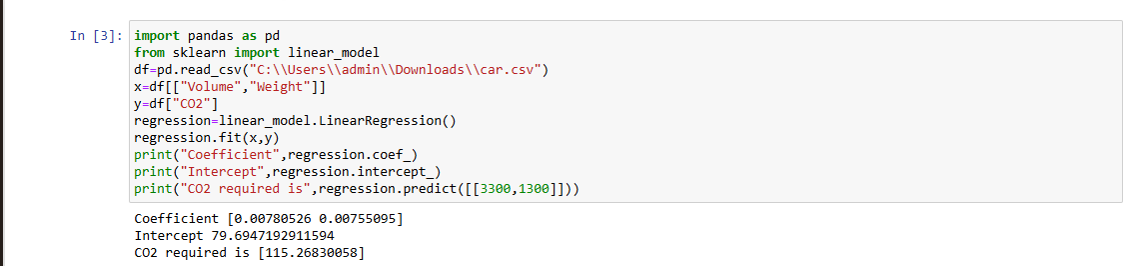 In [3]: import pandas as pd
from sklearn import linear_model
df=pd.read_csv("C:\\Users\\admin\\Downloads\\car.csv")
x=df[["Volume","Weight"]]
y=df["CO2"]
regression=linear_model.LinearRegression()
regression.fit(x,y)
print("Coefficient",regression.coef_)
print("Intercept",regression.intercept_)
print("CO2 required is",regression.predict([[3300,1300]]))
Coefficient [0.00780526 0.00755095]
Intercept 79.6947192911594
CO2 required is [115.26830058]